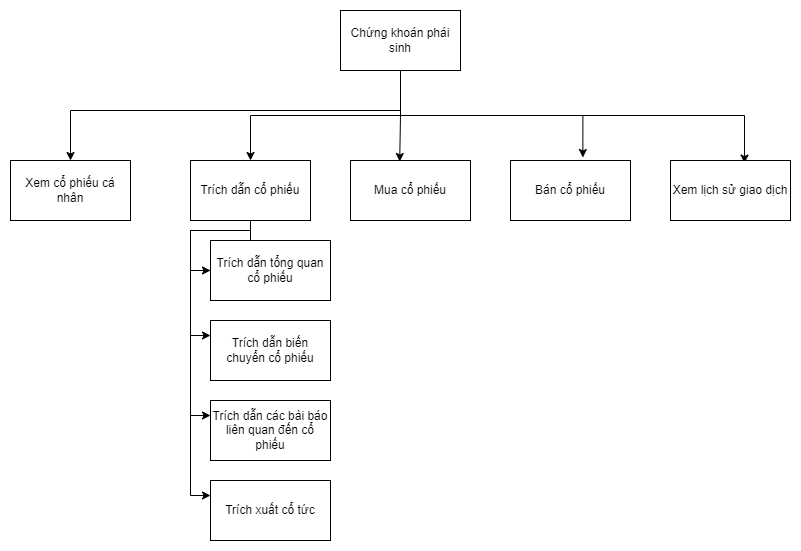 Chứng khoán phái
sinh
Xem cổ phiếu cá
nhân
Trích dẫn cổ phiếu
Mua cổ phiếu
Bán cổ phiếu
Xem lịch sử giao dịch
Trích dẫn tổng quan
cổ phiếu
Trích dẫn biến
chuyển cổ phiếu
Trích dẫn các bài báo
liên quan đến cổ
phiếu
Trích xuất cổ tức